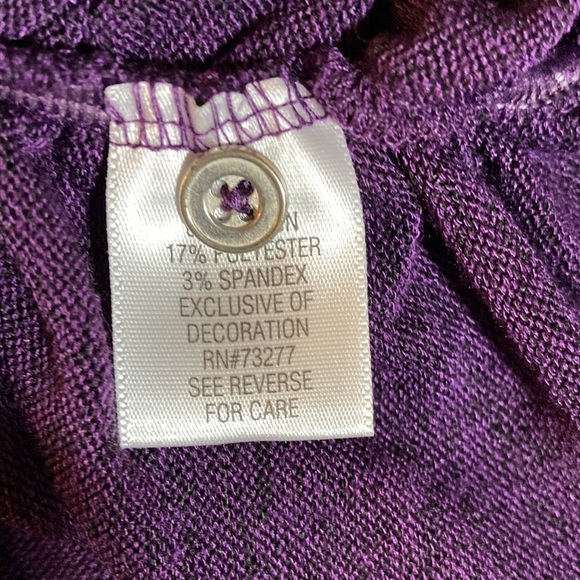 17% POLYESTER
3% SPANDEX
EXCLUSIVE OF
DECORATION
RN#73277
SEE REVERSE
FOR CARE